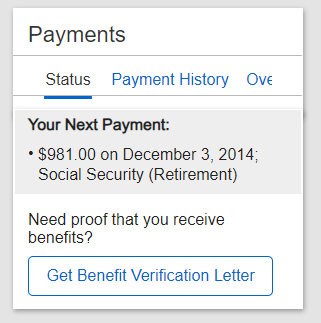 Payments
Status Payment History Ove
Your Next Payment:
• $981.00 on December 3, 2014;
Social Security (Retirement)
Need proof that you receive
benefits?
Get Benefit Verification Letter